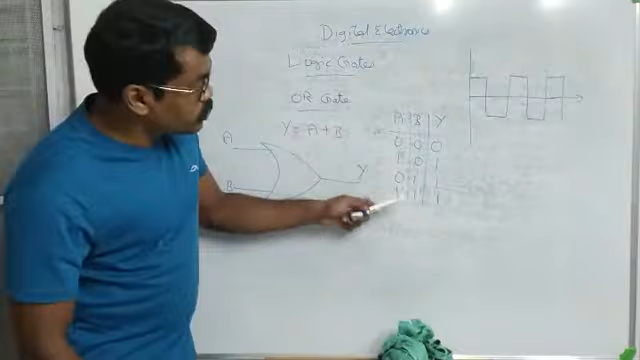 Digital Electronics
Logic Gates
OR Gate
Y = A + B
A B Y
0 0 0
1 0 1
0 1 1
1 1 1
A
Y
B